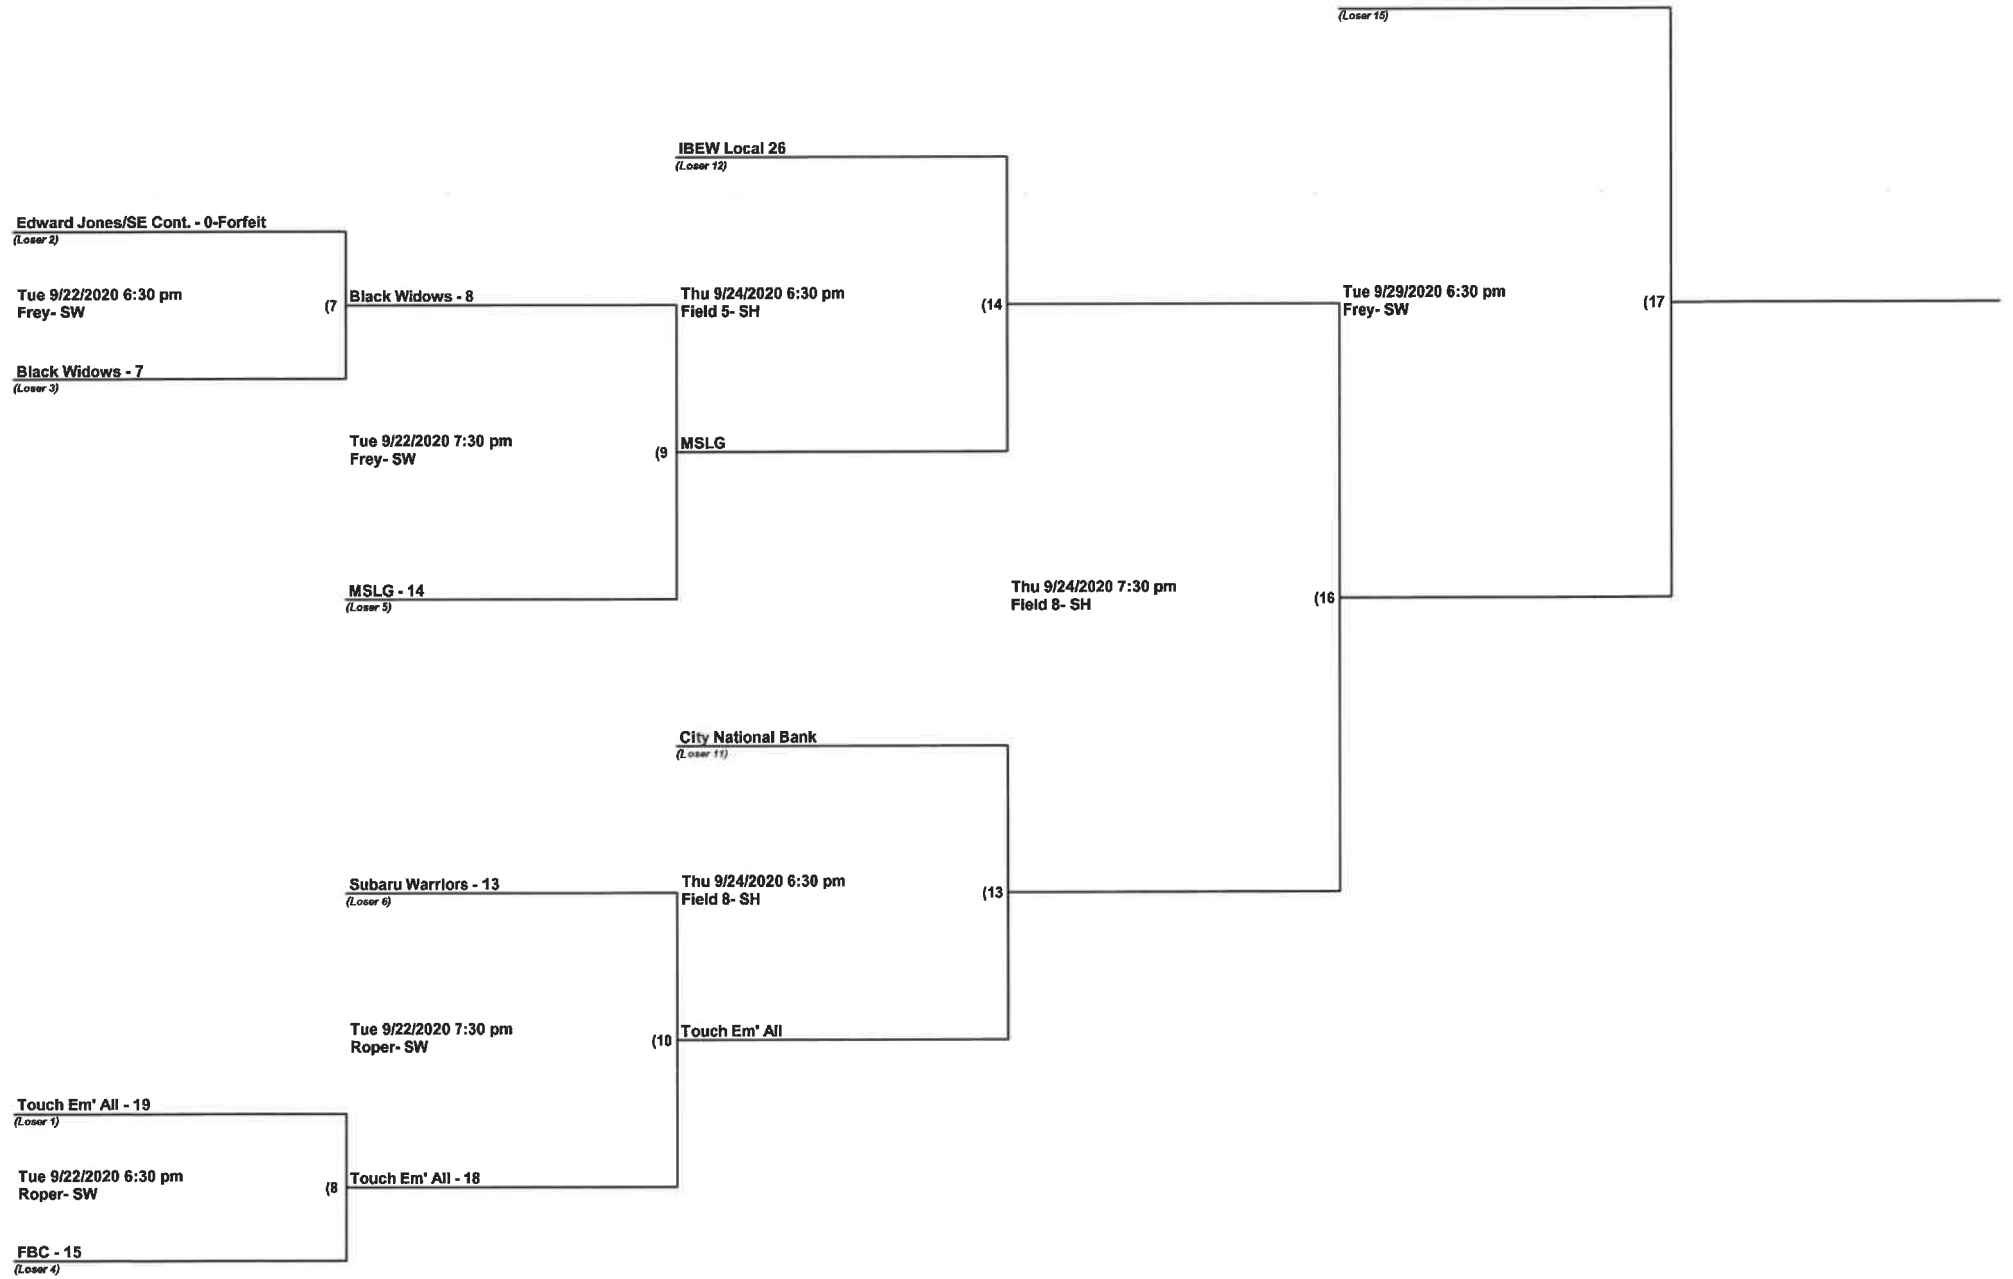 (Loser 15)
IBEW Local 26
(Loser 12)
Edward Jones/SE Cont. - 0-Forfeit
(Loser 2)
Tue 9/22/2020 6:30 pm
Frey- SW
(7
Black Widows - 8
Thu 9/24/2020 6:30 pm
Field 5- SH
(14
Tue 9/29/2020 6:30 pm
Frey- SW
(17
Black Widows - 7
(Loser 3)
Tue 9/22/2020 7:30 pm
Frey- SW
(9
MSLG
MSLG - 14
(Loser 5)
Thu 9/24/2020 7:30 pm
Field 8- SH
(16
City National Bank
(Loser 11)
Subaru Warriors - 13
(Loser 6)
Thu 9/24/2020 6:30 pm
Field 8- SH
(13
Tue 9/22/2020 7:30 pm
Roper- SW
(10
Touch Em' All
Touch Em' All - 19
(Loser 1)
Tue 9/22/2020 6:30 pm
Roper- SW
(8
Touch Em' All - 18
FBC - 15
(Loser 4)